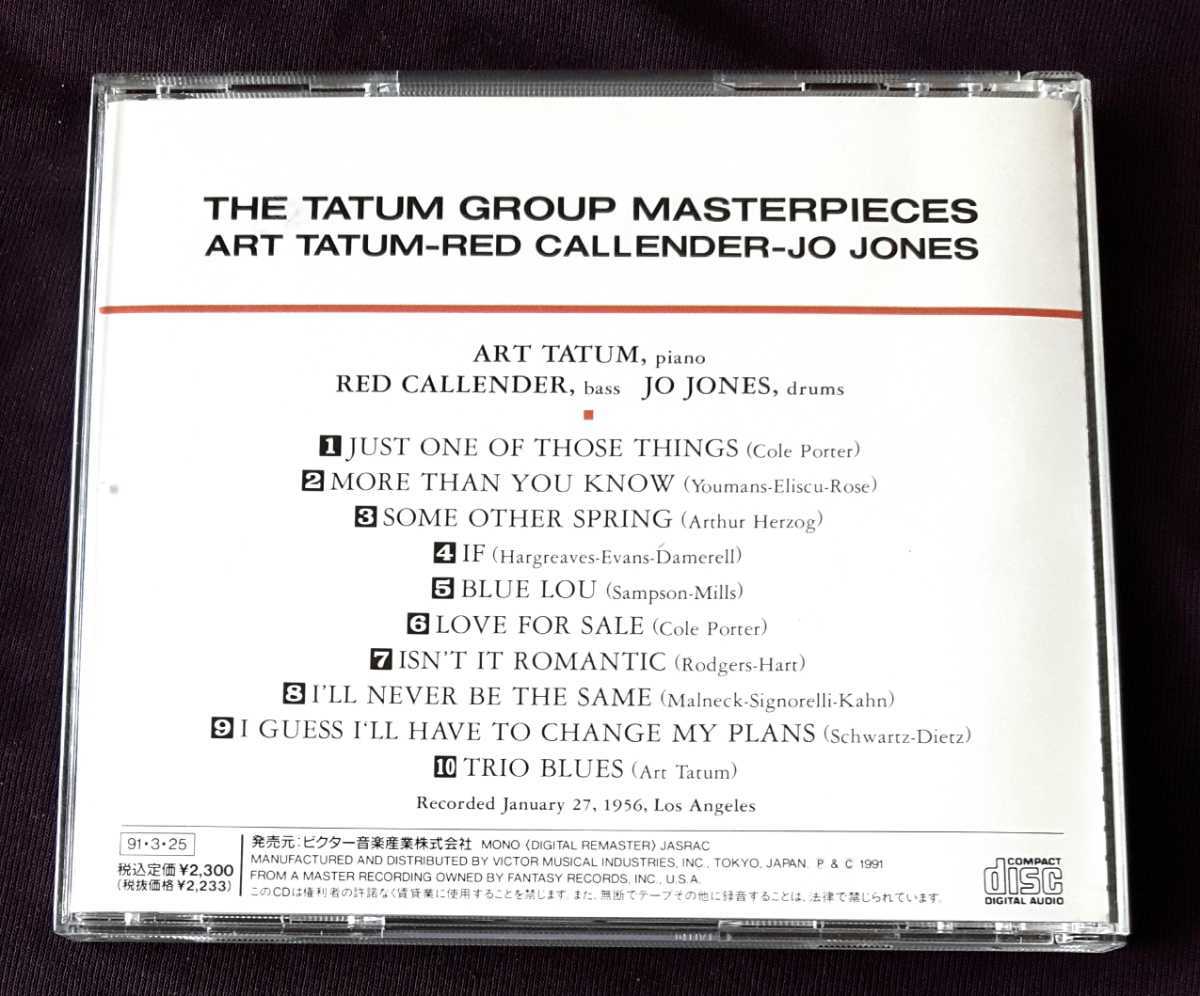 THE TATUM GROUP MASTERPIECES
ART TATUM-RED CALLENDER-JO JONES
ART TATUM, piano
RED CALLENDER, bass JO JONES, drums
1 JUST ONE OF THOSE THINGS (Cole Porter)
2 MORE THAN YOU KNOW (Youmans-Eliscu-Rose)
3 SOME OTHER SPRING (Arthur Herzog)
4 IF (Hargreaves-Evans-Damerell)
5 BLUE LOU (Sampson-Mills)
6 LOVE FOR SALE (Cole Porter)
7 ISN'T IT ROMANTIC (Rodgers-Hart)
8 I'LL NEVER BE THE SAME (Malneck-Signorelli-Kahn)
9 I GUESS I'LL HAVE TO CHANGE MY PLANS (Schwartz-Dietz)
10 TRIO BLUES (Art Tatum)
Recorded January 27, 1956, Los Angeles
91・3・25
税込定価¥2,300
(税抜価格¥2,233)
発売元：ビクター音楽産業株式会社 MONO〈DIGITAL REMASTER〉JASRAC
MANUFACTURED AND DISTRIBUTED BY VICTOR MUSICAL INDUSTRIES, INC., TOKYO, JAPAN. P & C 1991
FROM A MASTER RECORDING OWNED BY FANTASY RECORDS, INC., U.S.A.
このCDは権利者の許諾なく賃貸業に使用することを禁じます。また、無断でテープその他に録音することは、法律で禁じられています。
COMPACT
disc
DIGITAL AUDIO